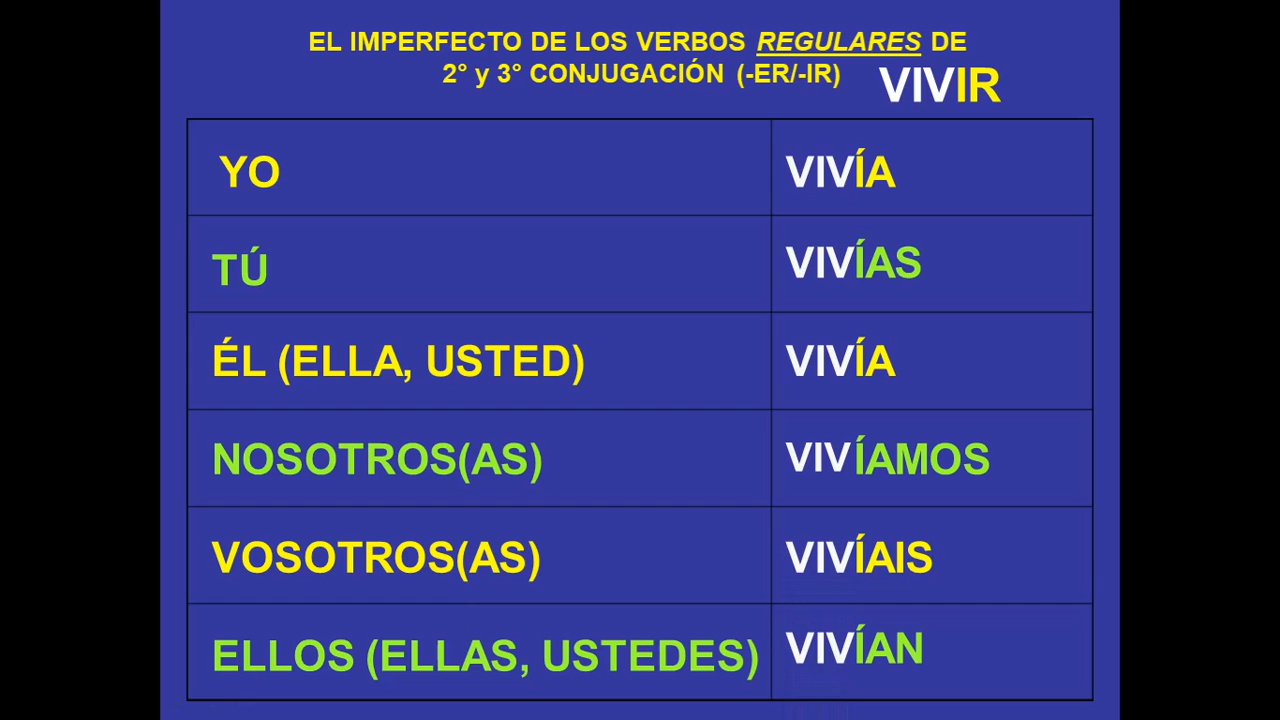 EL IMPERFECTO DE LOS VERBOS REGULARES DE
2° y 3° CONJUGACIÓN (-ER/-IR)
VIVIR
YO VIVÍA
TÚ VIVÍAS
ÉL (ELLA, USTED) VIVÍA
NOSOTROS(AS) VIVÍAMOS
VOSOTROS(AS) VIVÍAIS
ELLOS (ELLAS, USTEDES) VIVÍAN